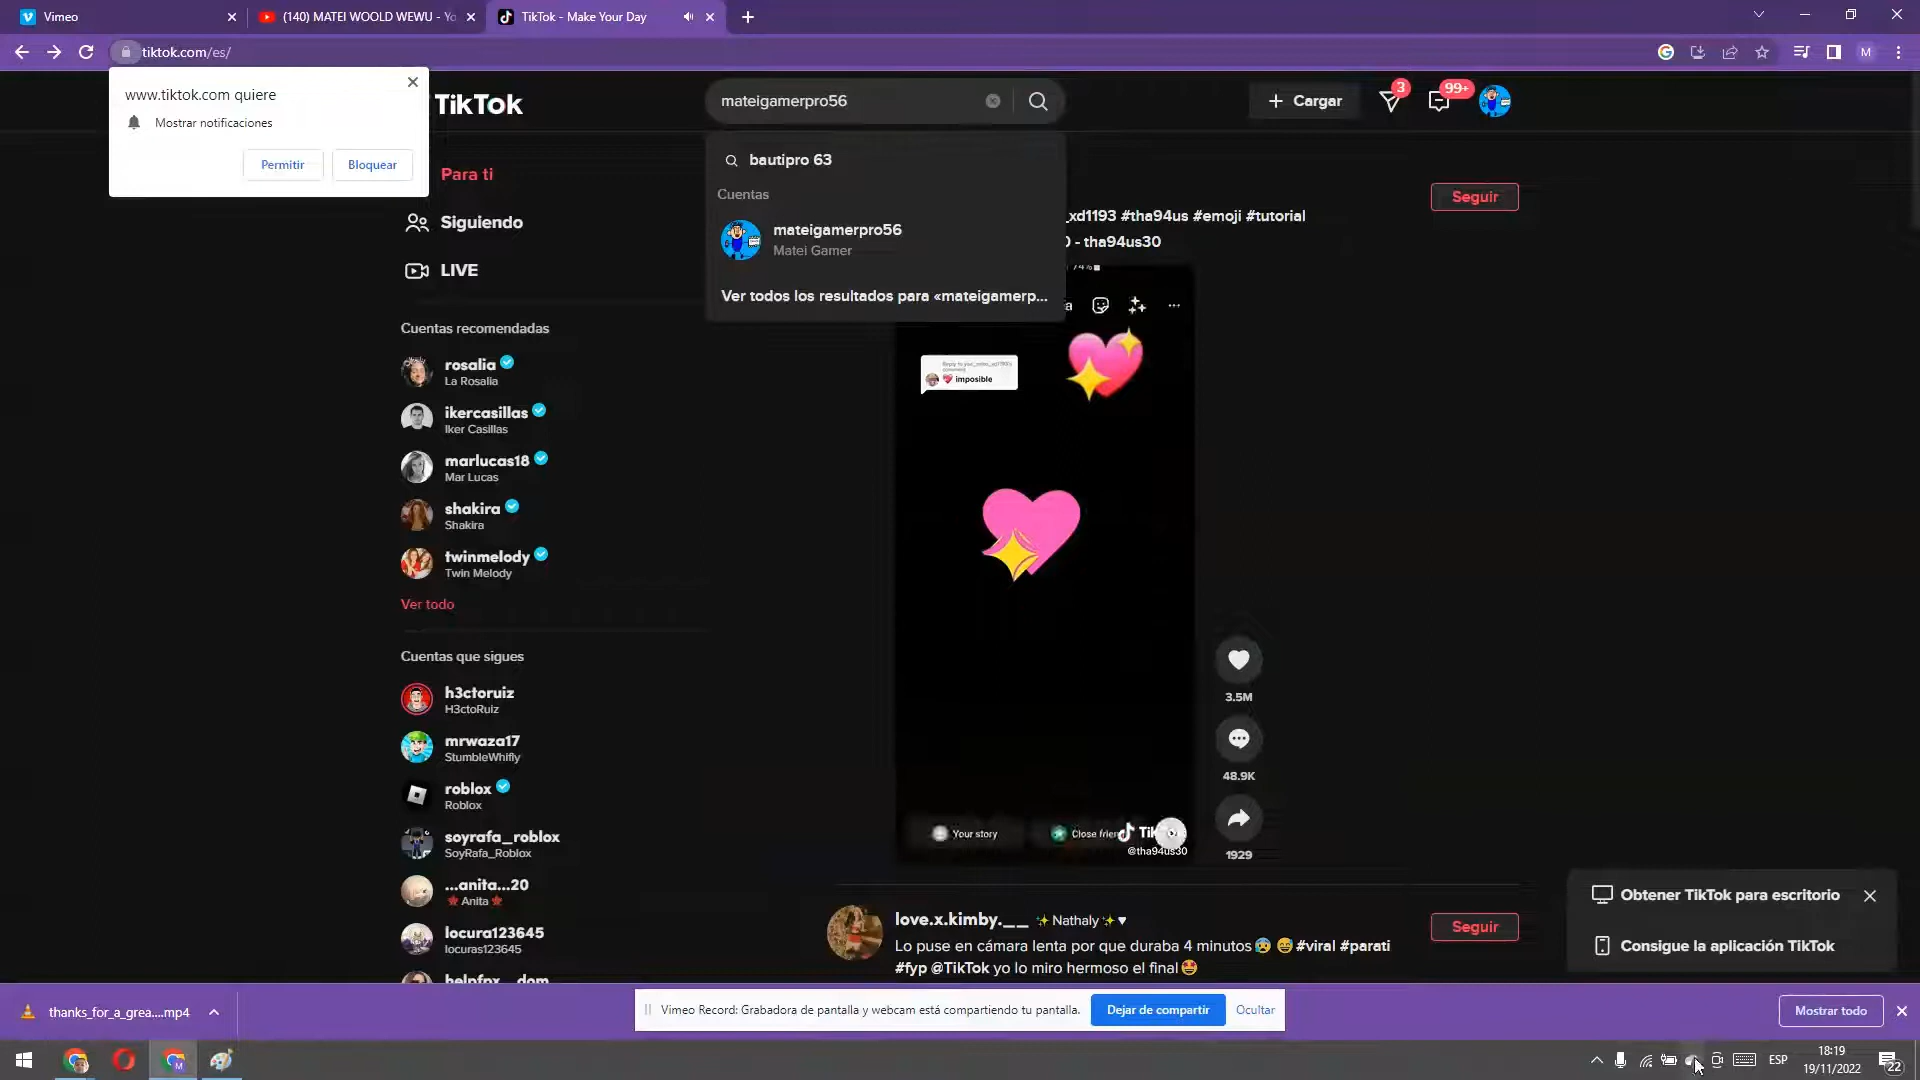 Vimeo
(140) MATEI WOOLD WEWU - Yo
TikTok - Make Your Day
tiktok.com/es/
M
www.tiktok.com quiere
Mostrar notificaciones
Permitir
Bloquear
TikTok
mateigamerpro56
Cargar
3
99+
bautipro 63
Cuentas
mateigamerpro56
Matei Gamer
Ver todos los resultados para «mateigamerp...
Para ti
Siguiendo
LIVE
Cuentas recomendadas
rosalia
La Rosalia
ikercasillas
Iker Casillas
marlucas18
Mar Lucas
shakira
Shakira
twinmelody
Twin Melody
Ver todo
Cuentas que sigues
h3ctoruiz
H3ctoRuiz
mrwaza17
StumbleWhifly
roblox
Roblox
soyrafa_roblox
SoyRafa_Roblox
...anita...20
Anita
locura123645
locuras123645
helpfnx__dom
_xd1193 #tha94us #emoji #tutorial
- tha94us30
Seguir
74%
imposible
Your story
Close frien
TikTok
@tha94us30
3.5M
48.9K
1929
love.x.kimby.__ ✨Nathaly✨♥
Lo puse en cámara lenta por que duraba 4 minutos 😰 😅 #viral #parati
#fyp @TikTok yo lo miro hermoso el final🤩
Seguir
Obtener TikTok para escritorio
Consigue la aplicación TikTok
thanks_for_a_grea....mp4
Vimeo Record: Grabadora de pantalla y webcam está compartiendo tu pantalla.
Dejar de compartir
Ocultar
Mostrar todo
M
ESP
18:19
19/11/2022
22